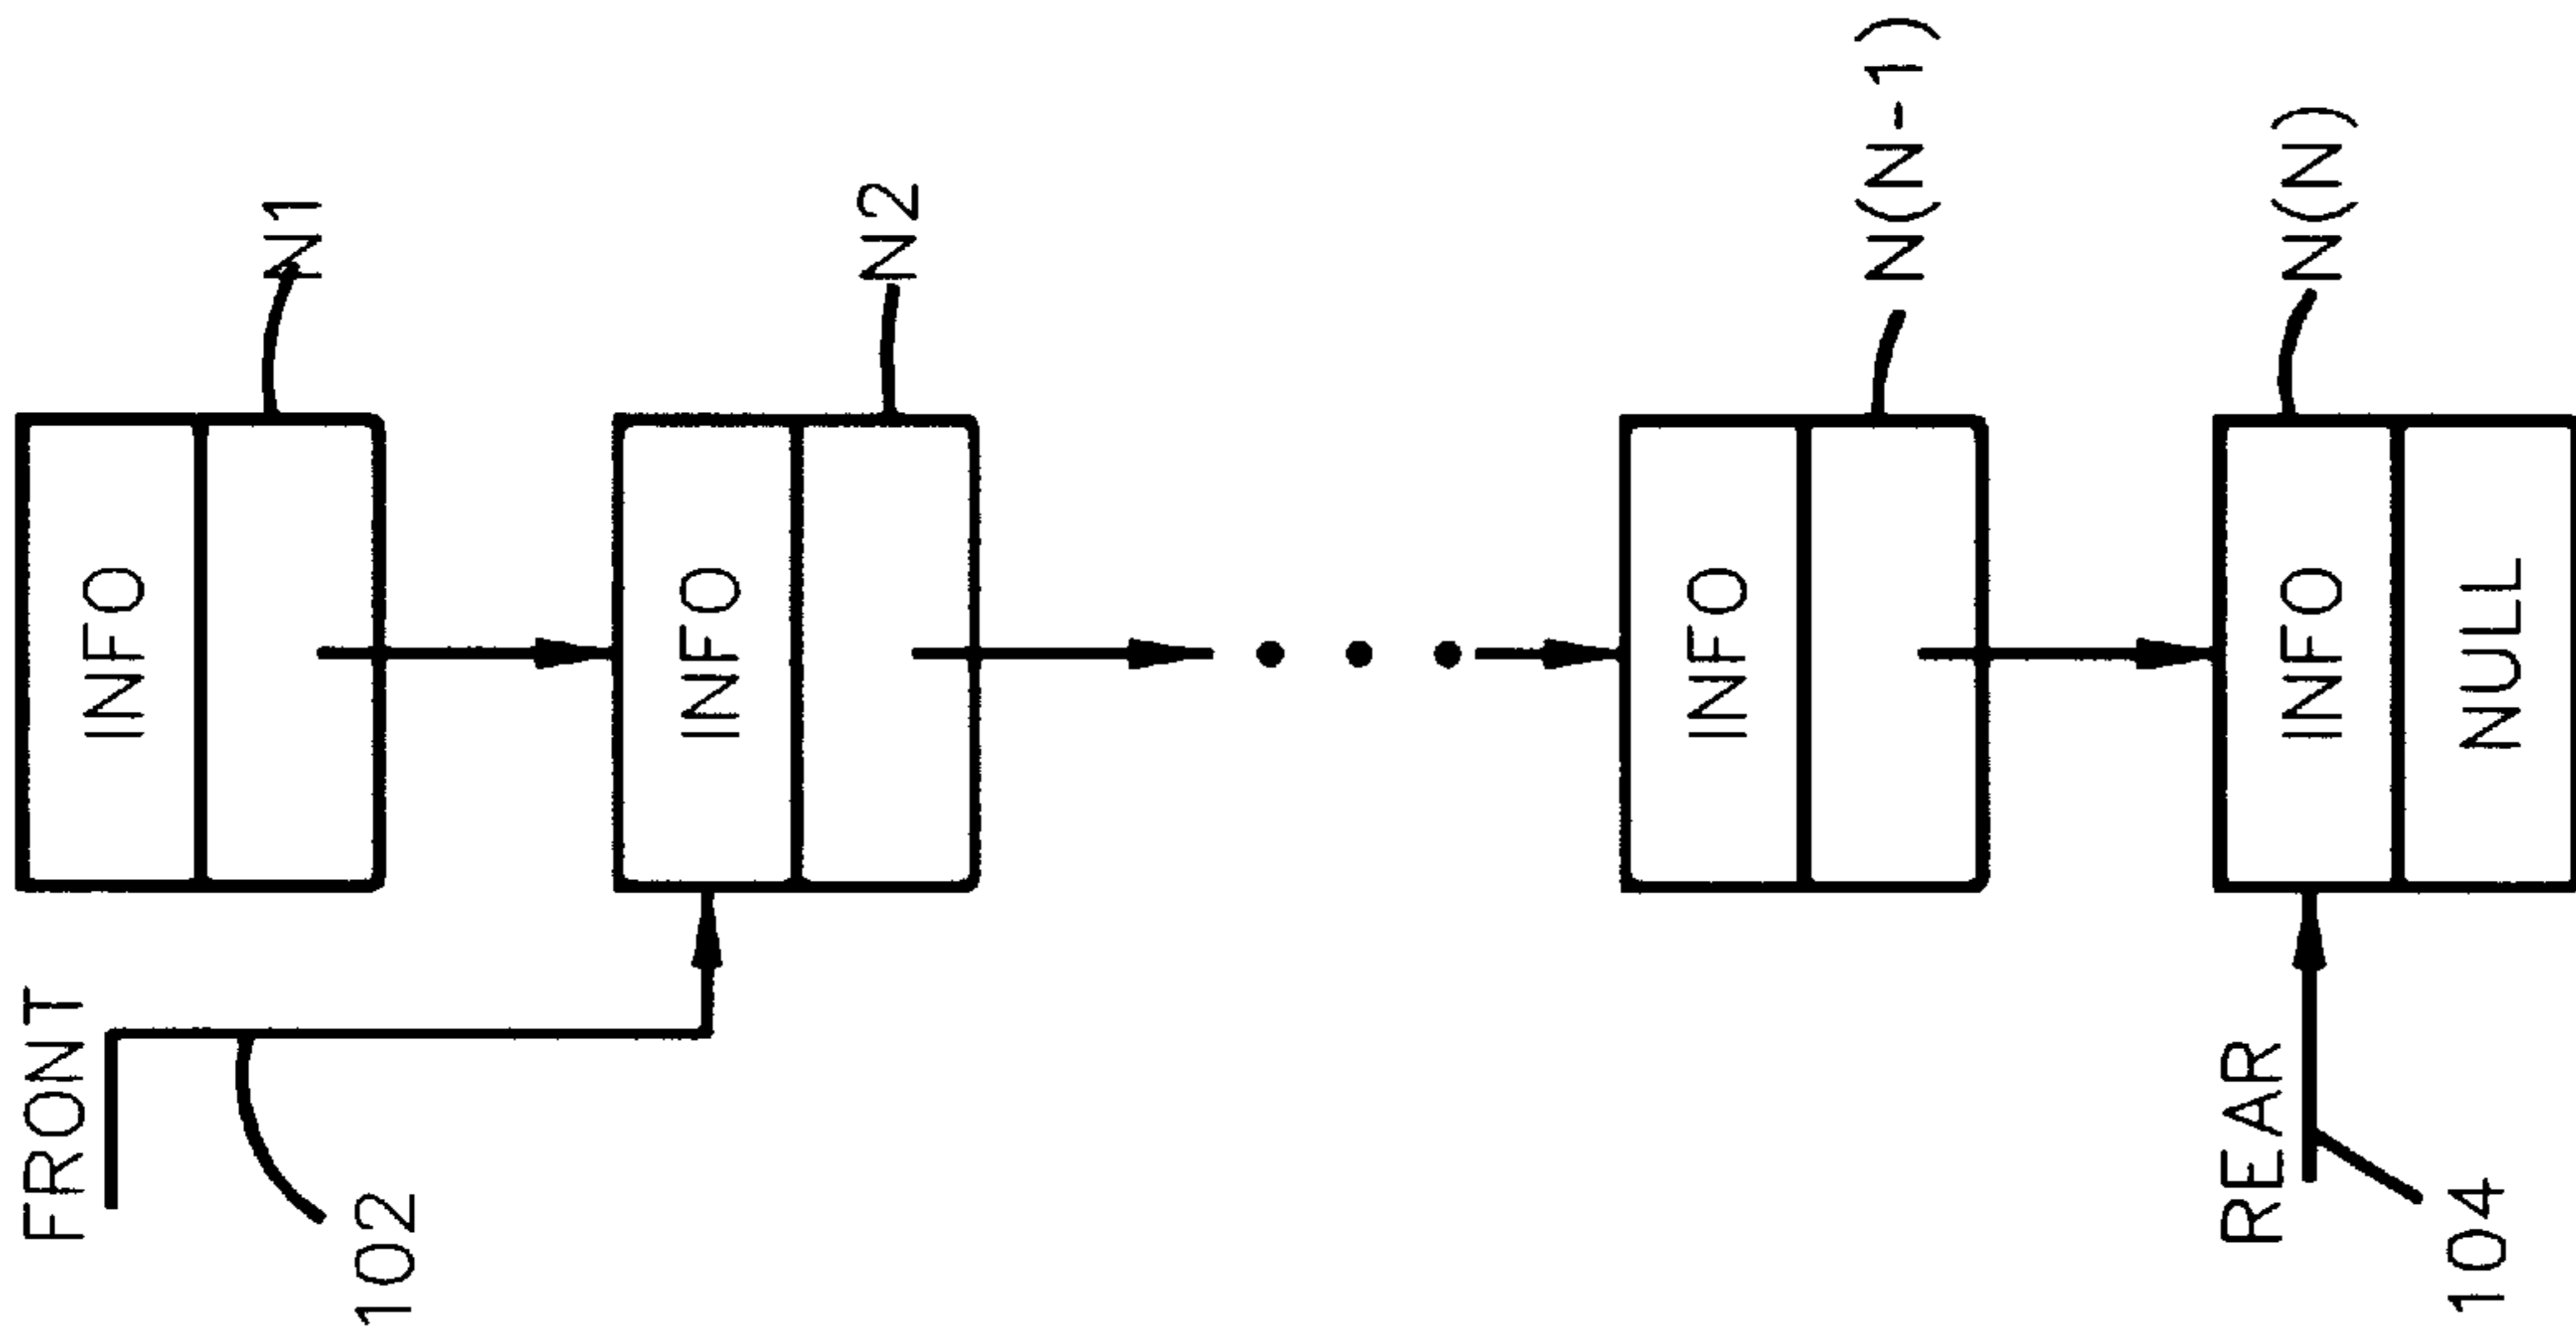 FRONT
INFO
N1
102
INFO
N2
INFO
N(N-1)
REAR
INFO
N(N)
104
NULL